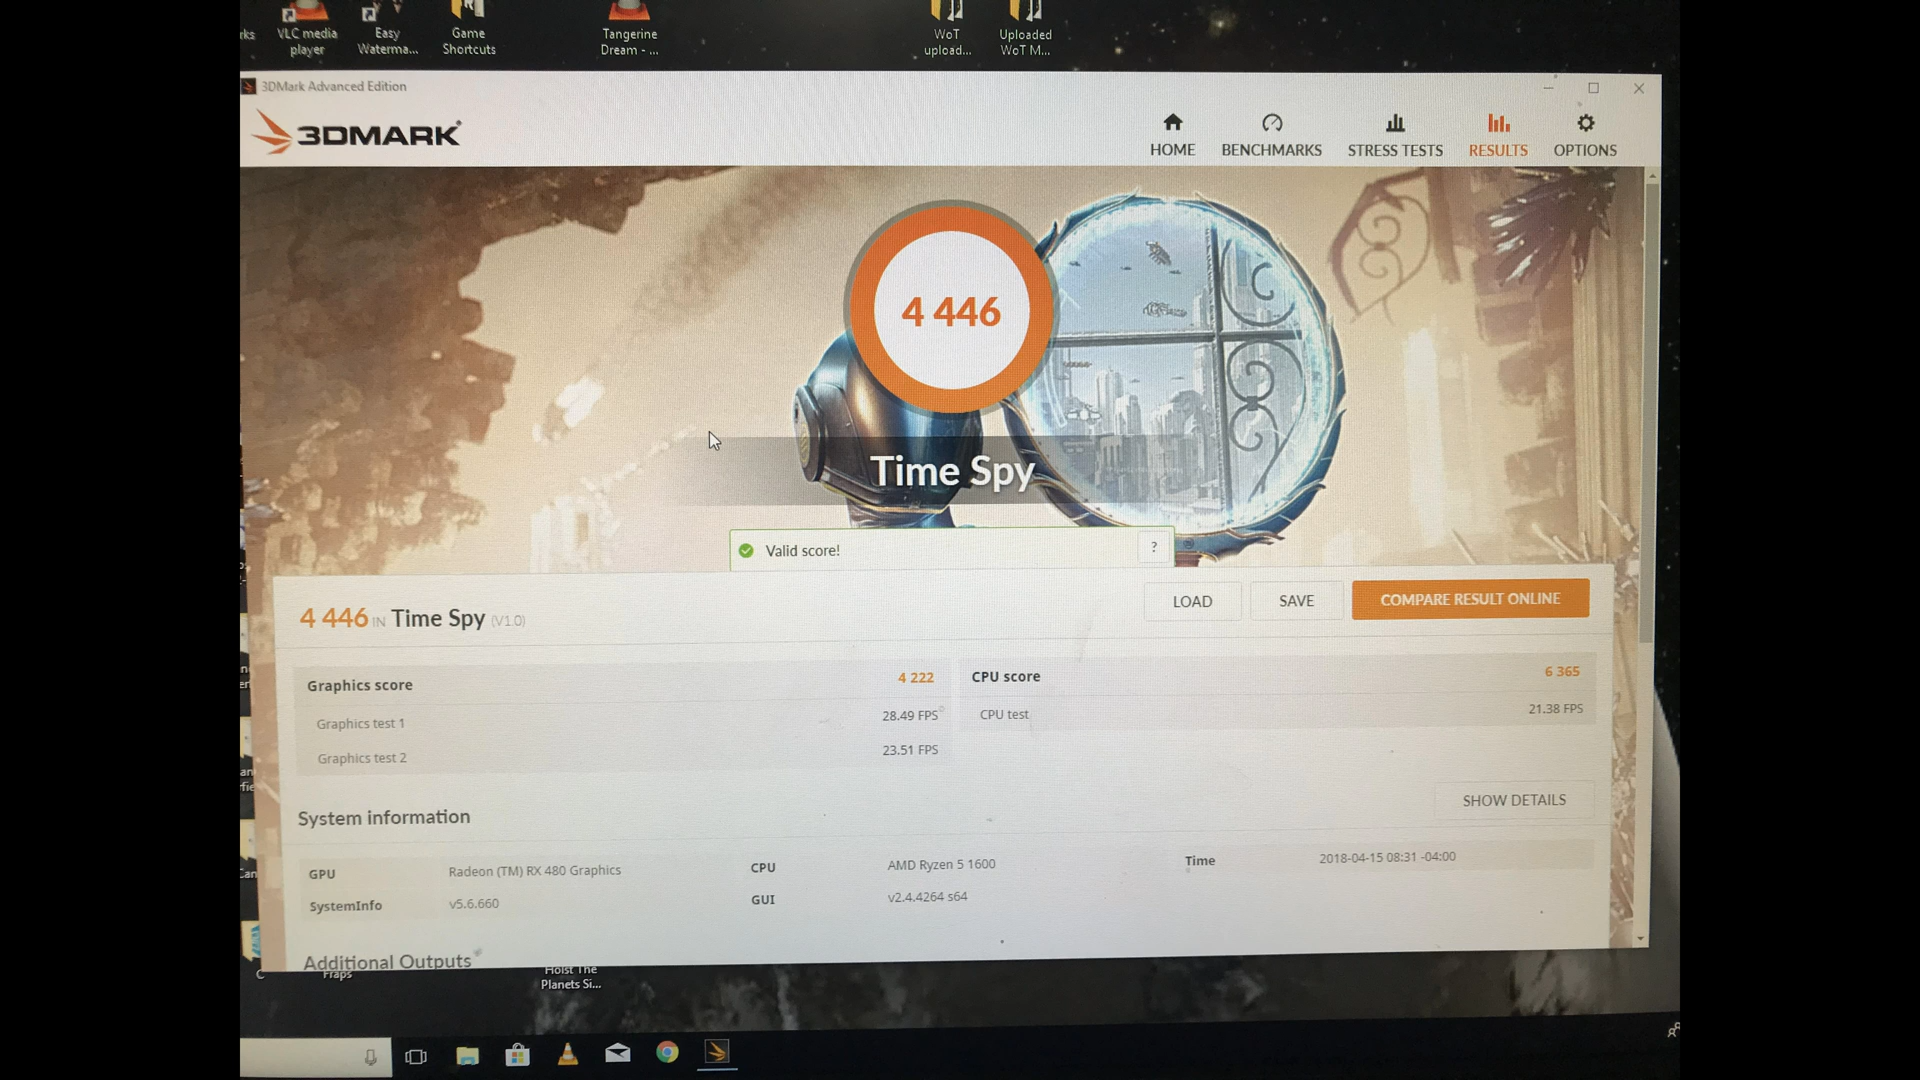 VLC media
player
Easy
Waterma...
Game
Shortcuts
Tangerine
Dream - ...
WoT
upload...
Uploaded
WoT M...
3DMark Advanced Edition
3DMARK
HOME
BENCHMARKS
STRESS TESTS
RESULTS
OPTIONS
4 446
Time Spy
Valid score!
?
4 446 IN Time Spy (V1.0)
LOAD
SAVE
COMPARE RESULT ONLINE
Graphics score 4 222
Graphics test 1 28.49 FPS
Graphics test 2 23.51 FPS
CPU score 6 365
CPU test 21.38 FPS
System information
SHOW DETAILS
GPU Radeon (TM) RX 480 Graphics
CPU AMD Ryzen 5 1600
Time 2018-04-15 08:31 -04:00
SystemInfo v5.6.660
GUI v2.4.4264 s64
Additional Outputs
Fraps
Holst The
Planets Si...